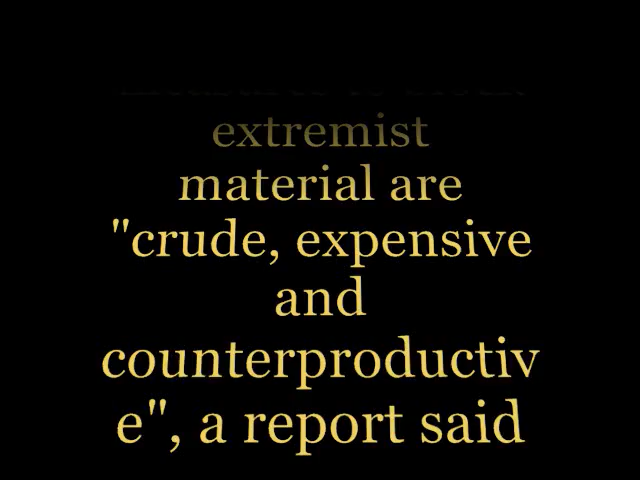 extremist
material are
"crude, expensive
and
counterproductiv
e", a report said